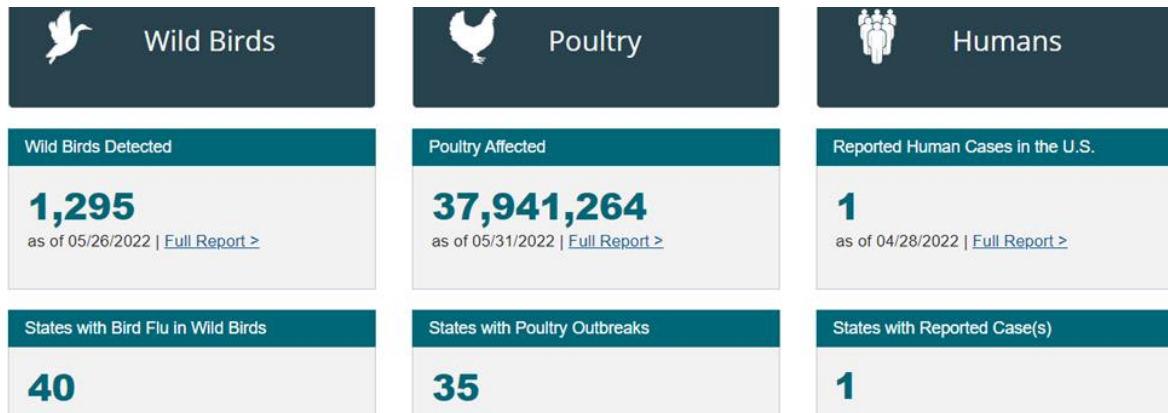 Wild Birds
Poultry
Humans
Wild Birds Detected
1,295
as of 05/26/2022 | Full Report >
Poultry Affected
37,941,264
as of 05/31/2022 | Full Report >
Reported Human Cases in the U.S.
1
as of 04/28/2022 | Full Report >
States with Bird Flu in Wild Birds
40
States with Poultry Outbreaks
35
States with Reported Case(s)
1